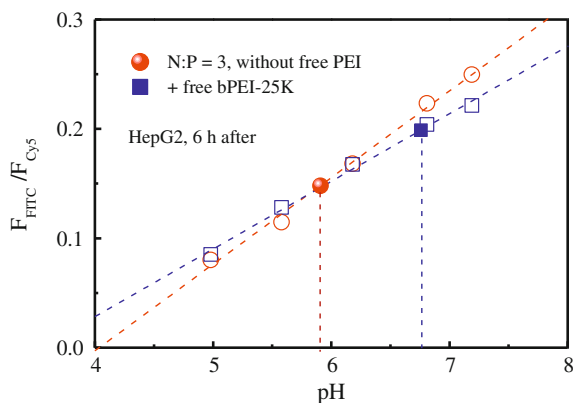 0.3
N:P = 3, without free PEI
+ free bPEI-25K
HepG2, 6 h after
0.2
0.1
0.0
F_FITC /F_Cy5
4 5 6 7 8
pH